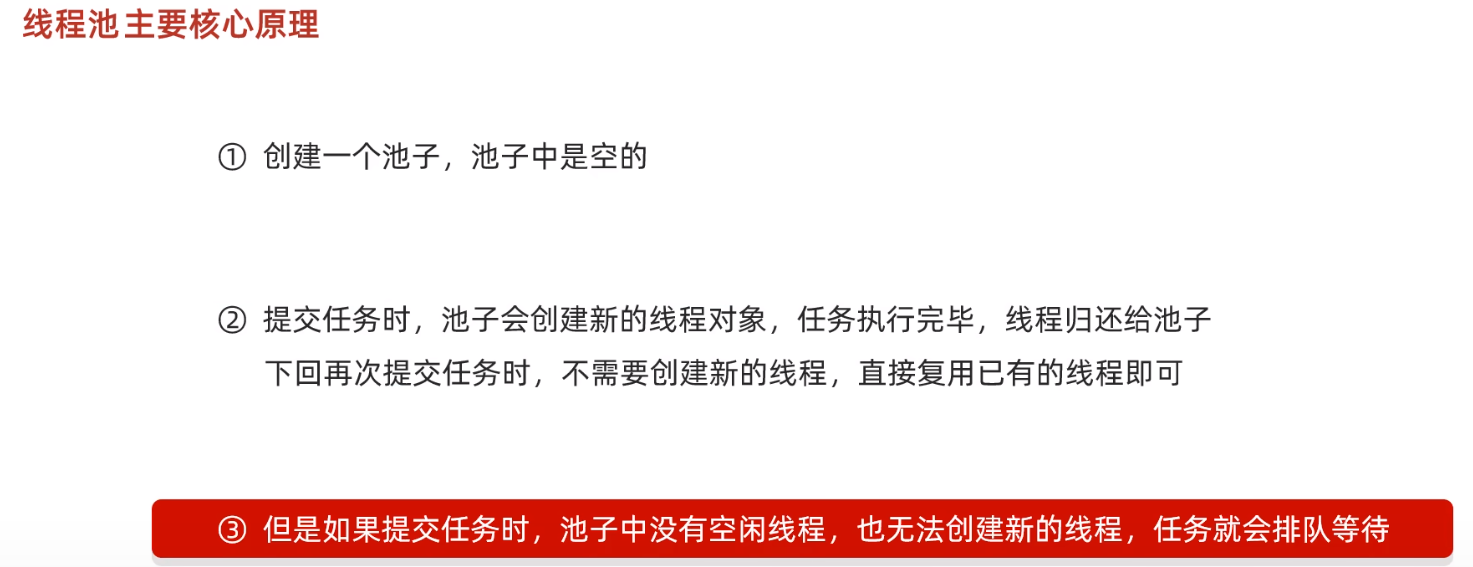 线程池主要核心原理
① 创建一个池子，池子中是空的
② 提交任务时，池子会创建新的线程对象，任务执行完毕，线程归还给池子
下回再次提交任务时，不需要创建新的线程，直接复用已有的线程即可
③ 但是如果提交任务时，池子中没有空闲线程，也无法创建新的线程，任务就会排队等待